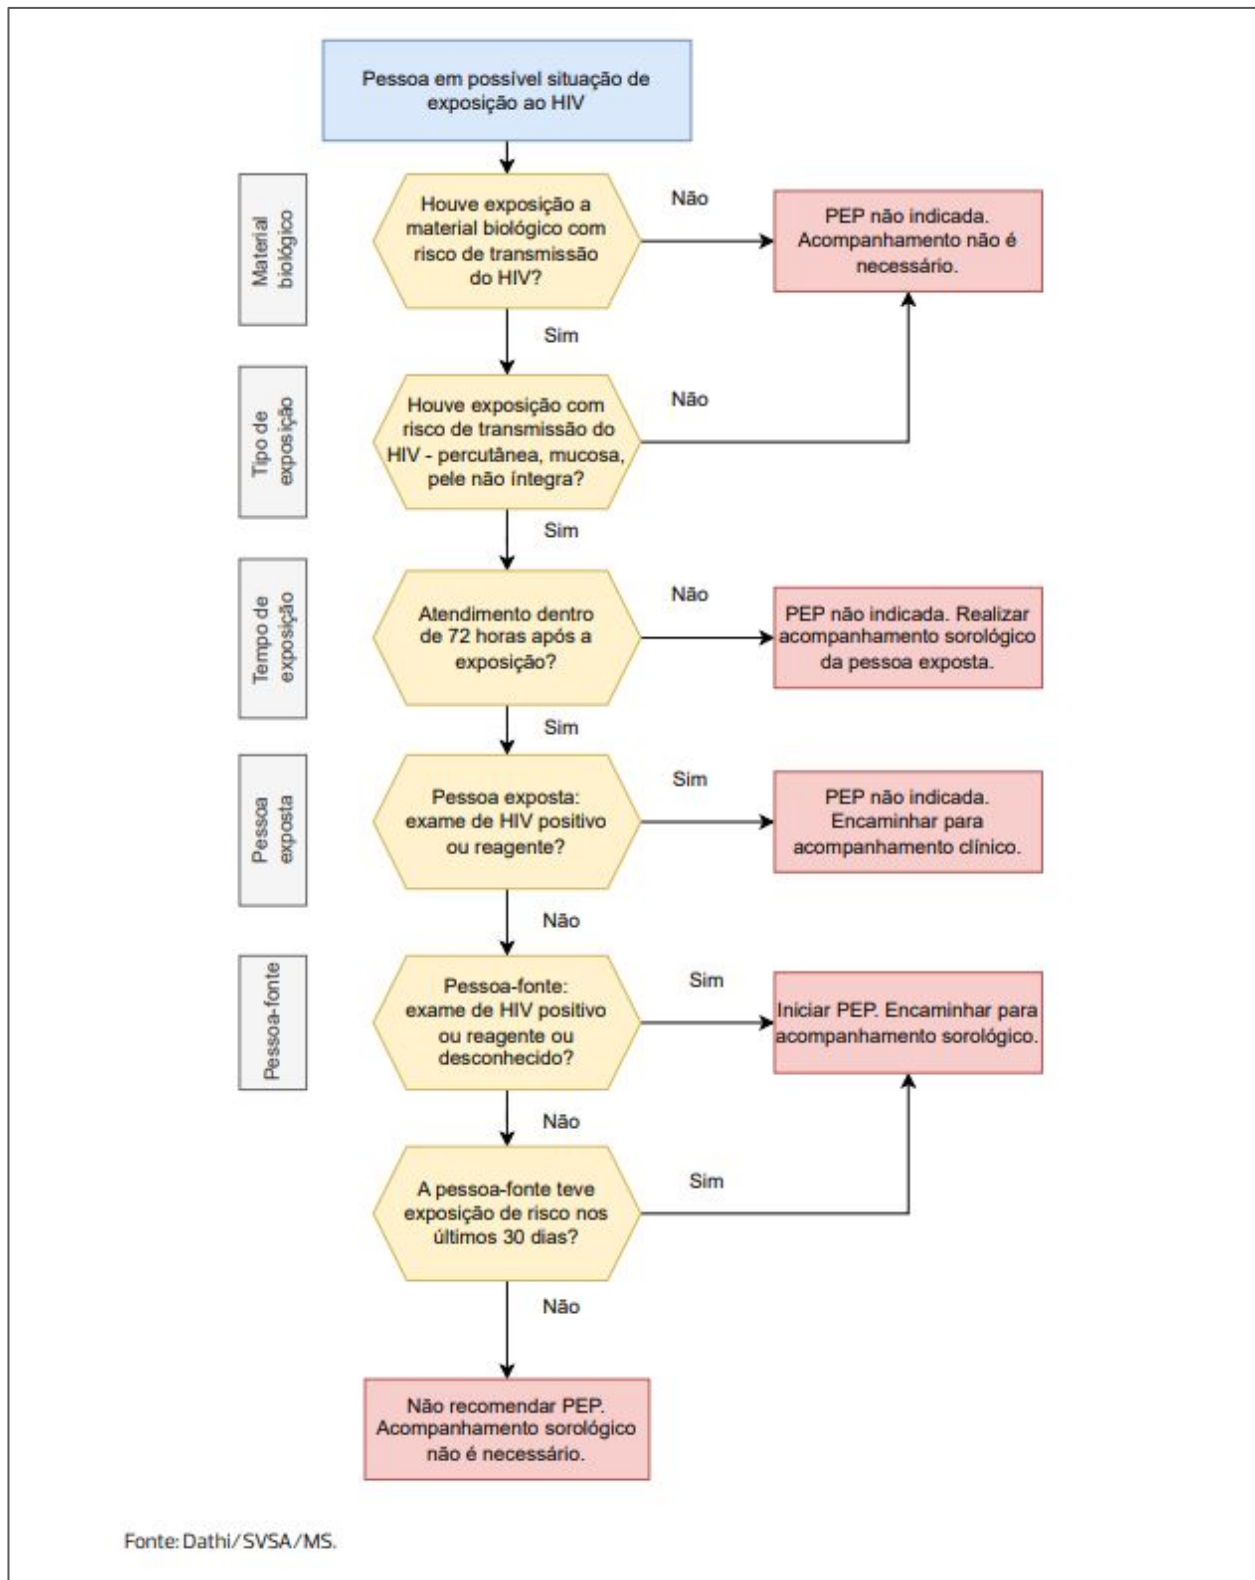 Pessoa em possível situação de
exposição ao HIV
Material
biológico
Houve exposição a
material biológico com
risco de transmissão
do HIV?
Não
PEP não indicada.
Acompanhamento não é
necessário.
Sim
Tipo de
exposição
Houve exposição com
risco de transmissão do
HIV - percutânea, mucosa,
pele não íntegra?
Não
Sim
Tempo de
exposição
Atendimento dentro
de 72 horas após a
exposição?
Não
PEP não indicada. Realizar
acompanhamento sorológico
da pessoa exposta.
Sim
Pessoa
exposta
Pessoa exposta:
exame de HIV positivo
ou reagente?
Sim
PEP não indicada.
Encaminhar para
acompanhamento clínico.
Não
Pessoa-fonte
Pessoa-fonte:
exame de HIV positivo
ou reagente ou
desconhecido?
Sim
Iniciar PEP. Encaminhar para
acompanhamento sorológico.
Não
A pessoa-fonte teve
exposição de risco nos
últimos 30 dias?
Sim
Não
Não recomendar PEP.
Acompanhamento sorológico
não é necessário.
Fonte: Dathi/SVSA/MS.